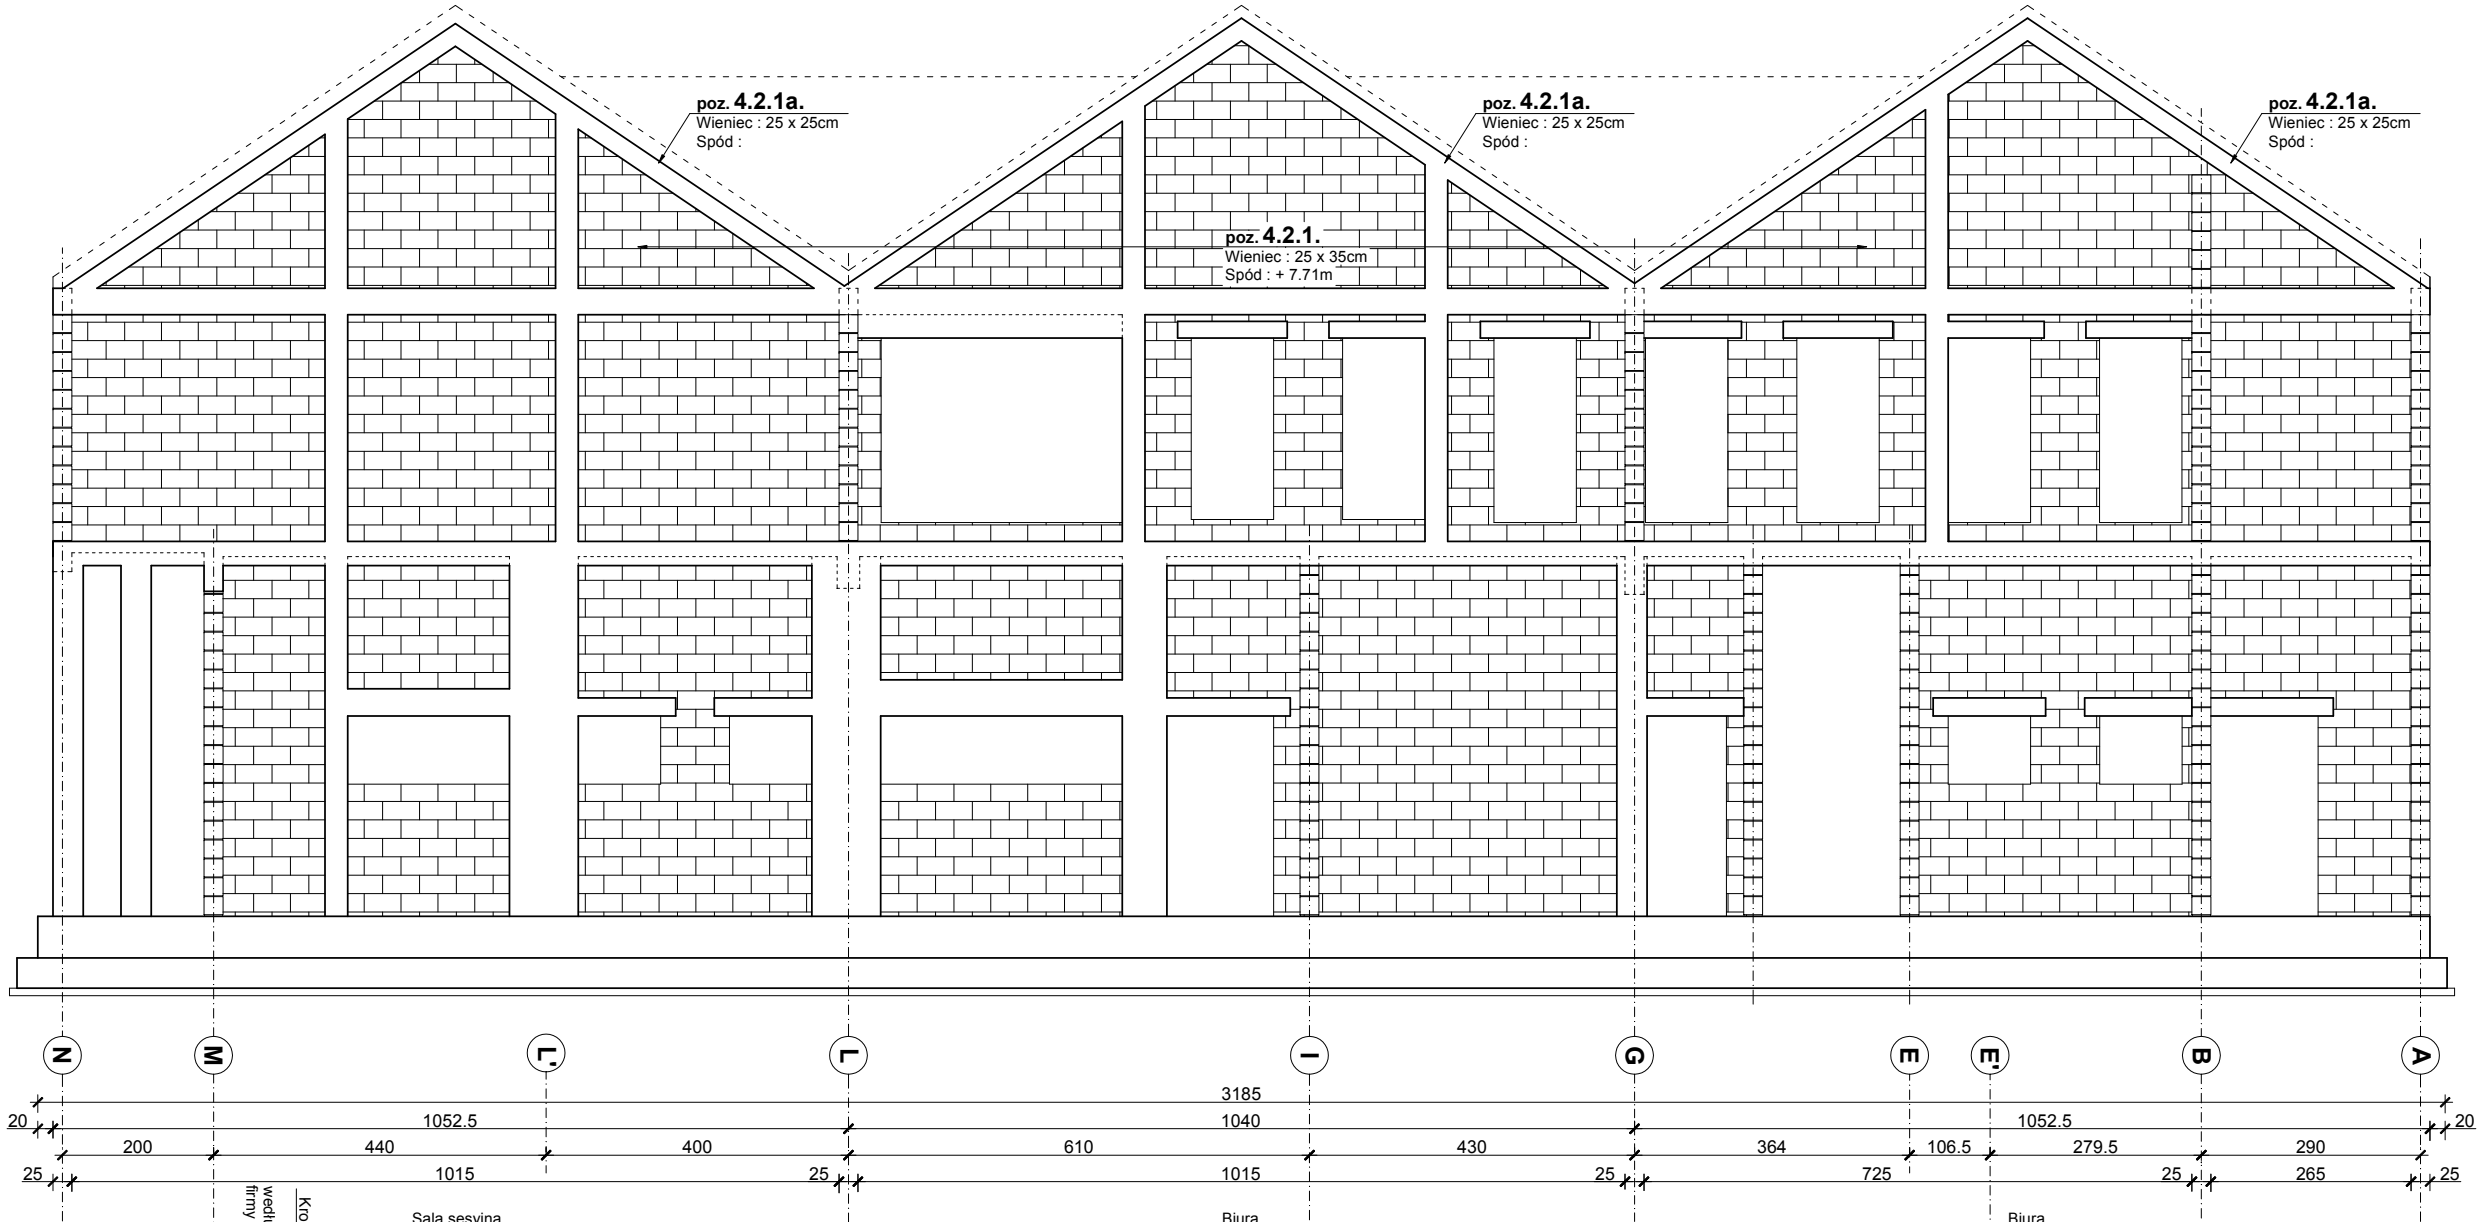 poz. 4.2.1a.
Wieniec : 25 x 25cm
Spód :
poz. 4.2.1a.
Wieniec : 25 x 25cm
Spód :
poz. 4.2.1a.
Wieniec : 25 x 25cm
Spód :
poz. 4.2.1.
Wieniec : 25 x 35cm
Spód : + 7.71m
N M L' L I G E E' B A
3185
20 1052.5 1040 1052.5 20
200 440 400 610 430 364 106.5 279.5 290
25 1015 25 1015 25 725 25 265 25
firmy
Sala sesyjna
Biura
Biura